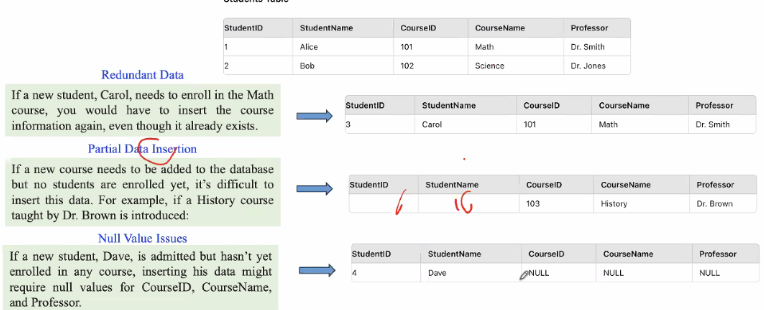 Students Table
StudentID StudentName CourseID CourseName Professor
1 Alice 101 Math Dr. Smith
2 Bob 102 Science Dr. Jones
Redundant Data
If a new student, Carol, needs to enroll in the Math
course, you would have to insert the course
information again, even though it already exists.
StudentID StudentName CourseID CourseName Professor
3 Carol 101 Math Dr. Smith
Partial Data Insertion
If a new course needs to be added to the database
but no students are enrolled yet, it's difficult to
insert this data. For example, if a History course
taught by Dr. Brown is introduced:
StudentID StudentName CourseID CourseName Professor
103 History Dr. Brown
Null Value Issues
If a new student, Dave, is admitted but hasn't yet
enrolled in any course, inserting his data might
require null values for CourseID, CourseName,
and Professor.
StudentID StudentName CourseID CourseName Professor
4 Dave NULL NULL NULL